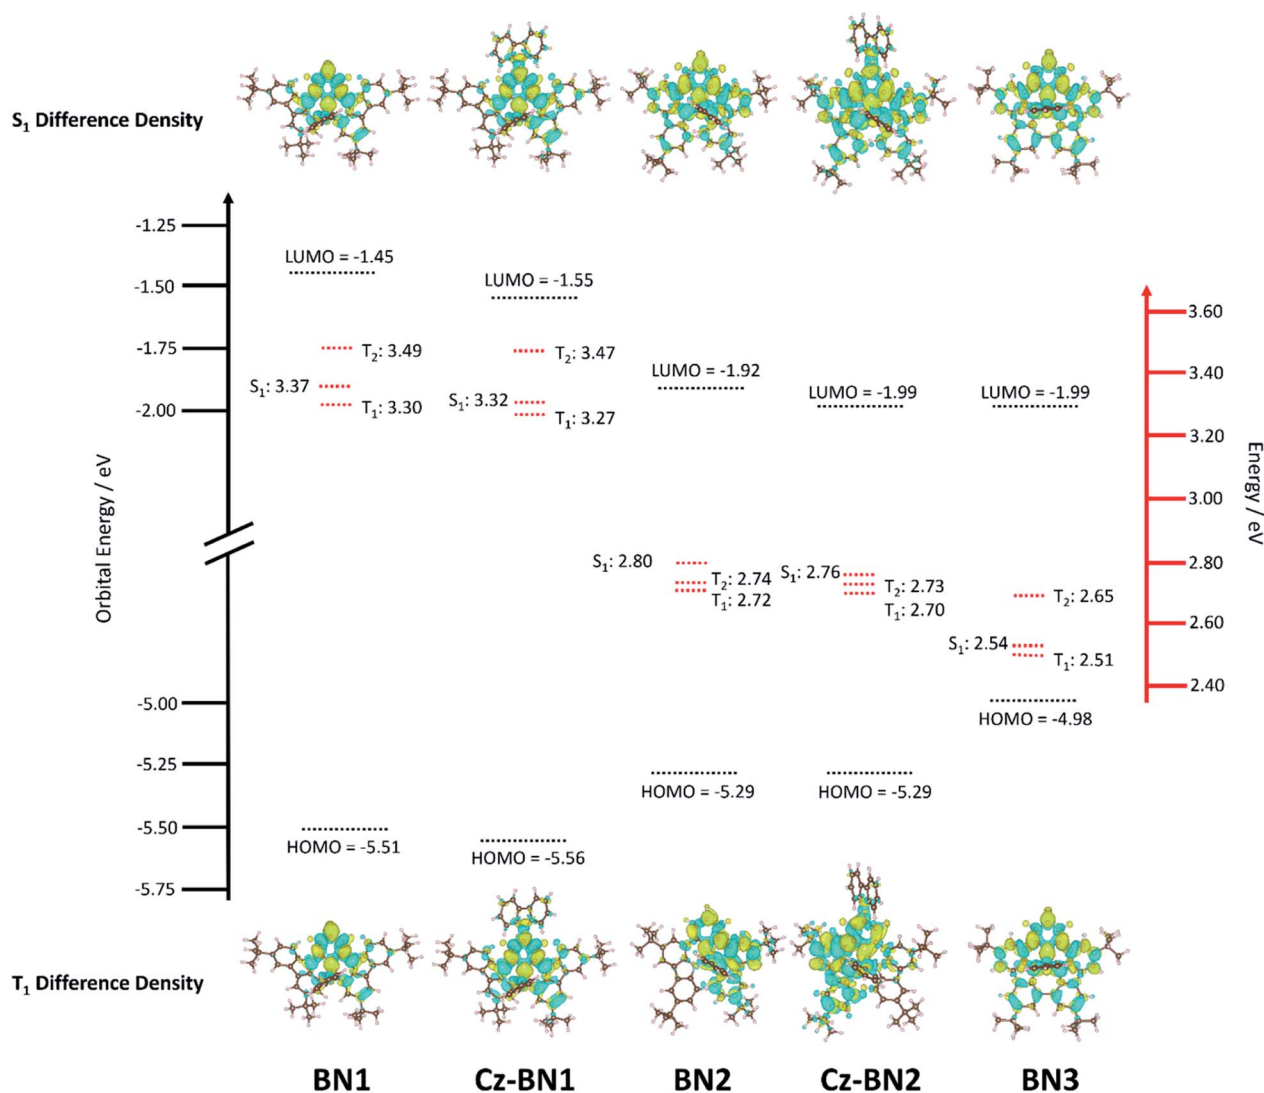 S1 Difference Density
Orbital Energy / eV
-1.25
-1.50
-1.75
-2.00
-5.00
-5.25
-5.50
-5.75
LUMO = -1.45
T2: 3.49
S1: 3.37
T1: 3.30
HOMO = -5.51
LUMO = -1.55
T2: 3.47
S1: 3.32
T1: 3.27
HOMO = -5.56
LUMO = -1.92
S1: 2.80
T2: 2.74
T1: 2.72
HOMO = -5.29
LUMO = -1.99
S1: 2.76
T2: 2.73
T1: 2.70
HOMO = -5.29
LUMO = -1.99
T2: 2.65
S1: 2.54
T1: 2.51
HOMO = -4.98
3.60
3.40
3.20
3.00
2.80
2.60
2.40
Energy / eV
T1 Difference Density
BN1
Cz-BN1
BN2
Cz-BN2
BN3